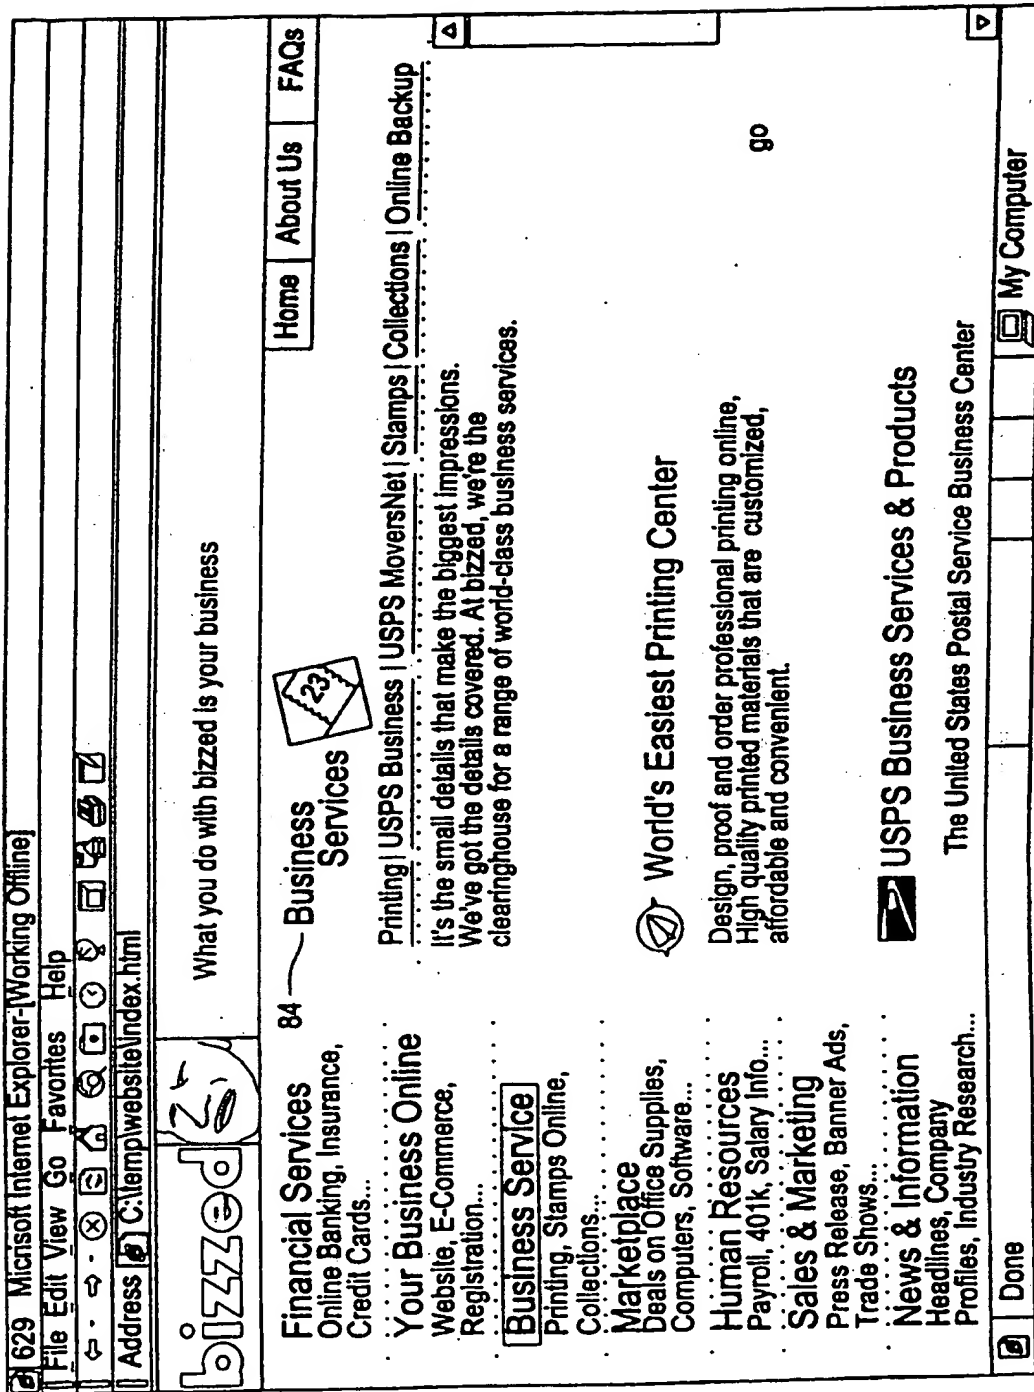 629 Micrisoft Internet Explorer-[Working Offline]
File Edit View Go Favorites Help
Address C:\temp\website\index.html
bizzed
What you do with bizzed is your business
Home About Us FAQs
Financial Services
Online Banking, Insurance,
Credit Cards...
Your Business Online
Website, E-Commerce,
Registration....
Business Service
Printing, Stamps Online,
Collections...
Marketplace
Deals on Office Supplies,
Computers, Software...
Human Resources
Payroll, 401k, Salary Info...
Sales & Marketing
Press Release, Banner Ads,
Trade Shows...
News & Information
Headlines, Company
Profiles, Industry Research...
84
Business
Services
23
Printing | USPS Business | USPS MoversNet | Stamps | Collections | Online Backup
It's the small details that make the biggest impressions.
We've got the details covered. At bizzed, we're the
clearinghouse for a range of world-class business services.
World's Easiest Printing Center
Design, proof and order professional printing online,
High quality printed materials that are customized,
affordable and convenient.
go
USPS Business Services & Products
The United States Postal Service Business Center
Done
My Computer